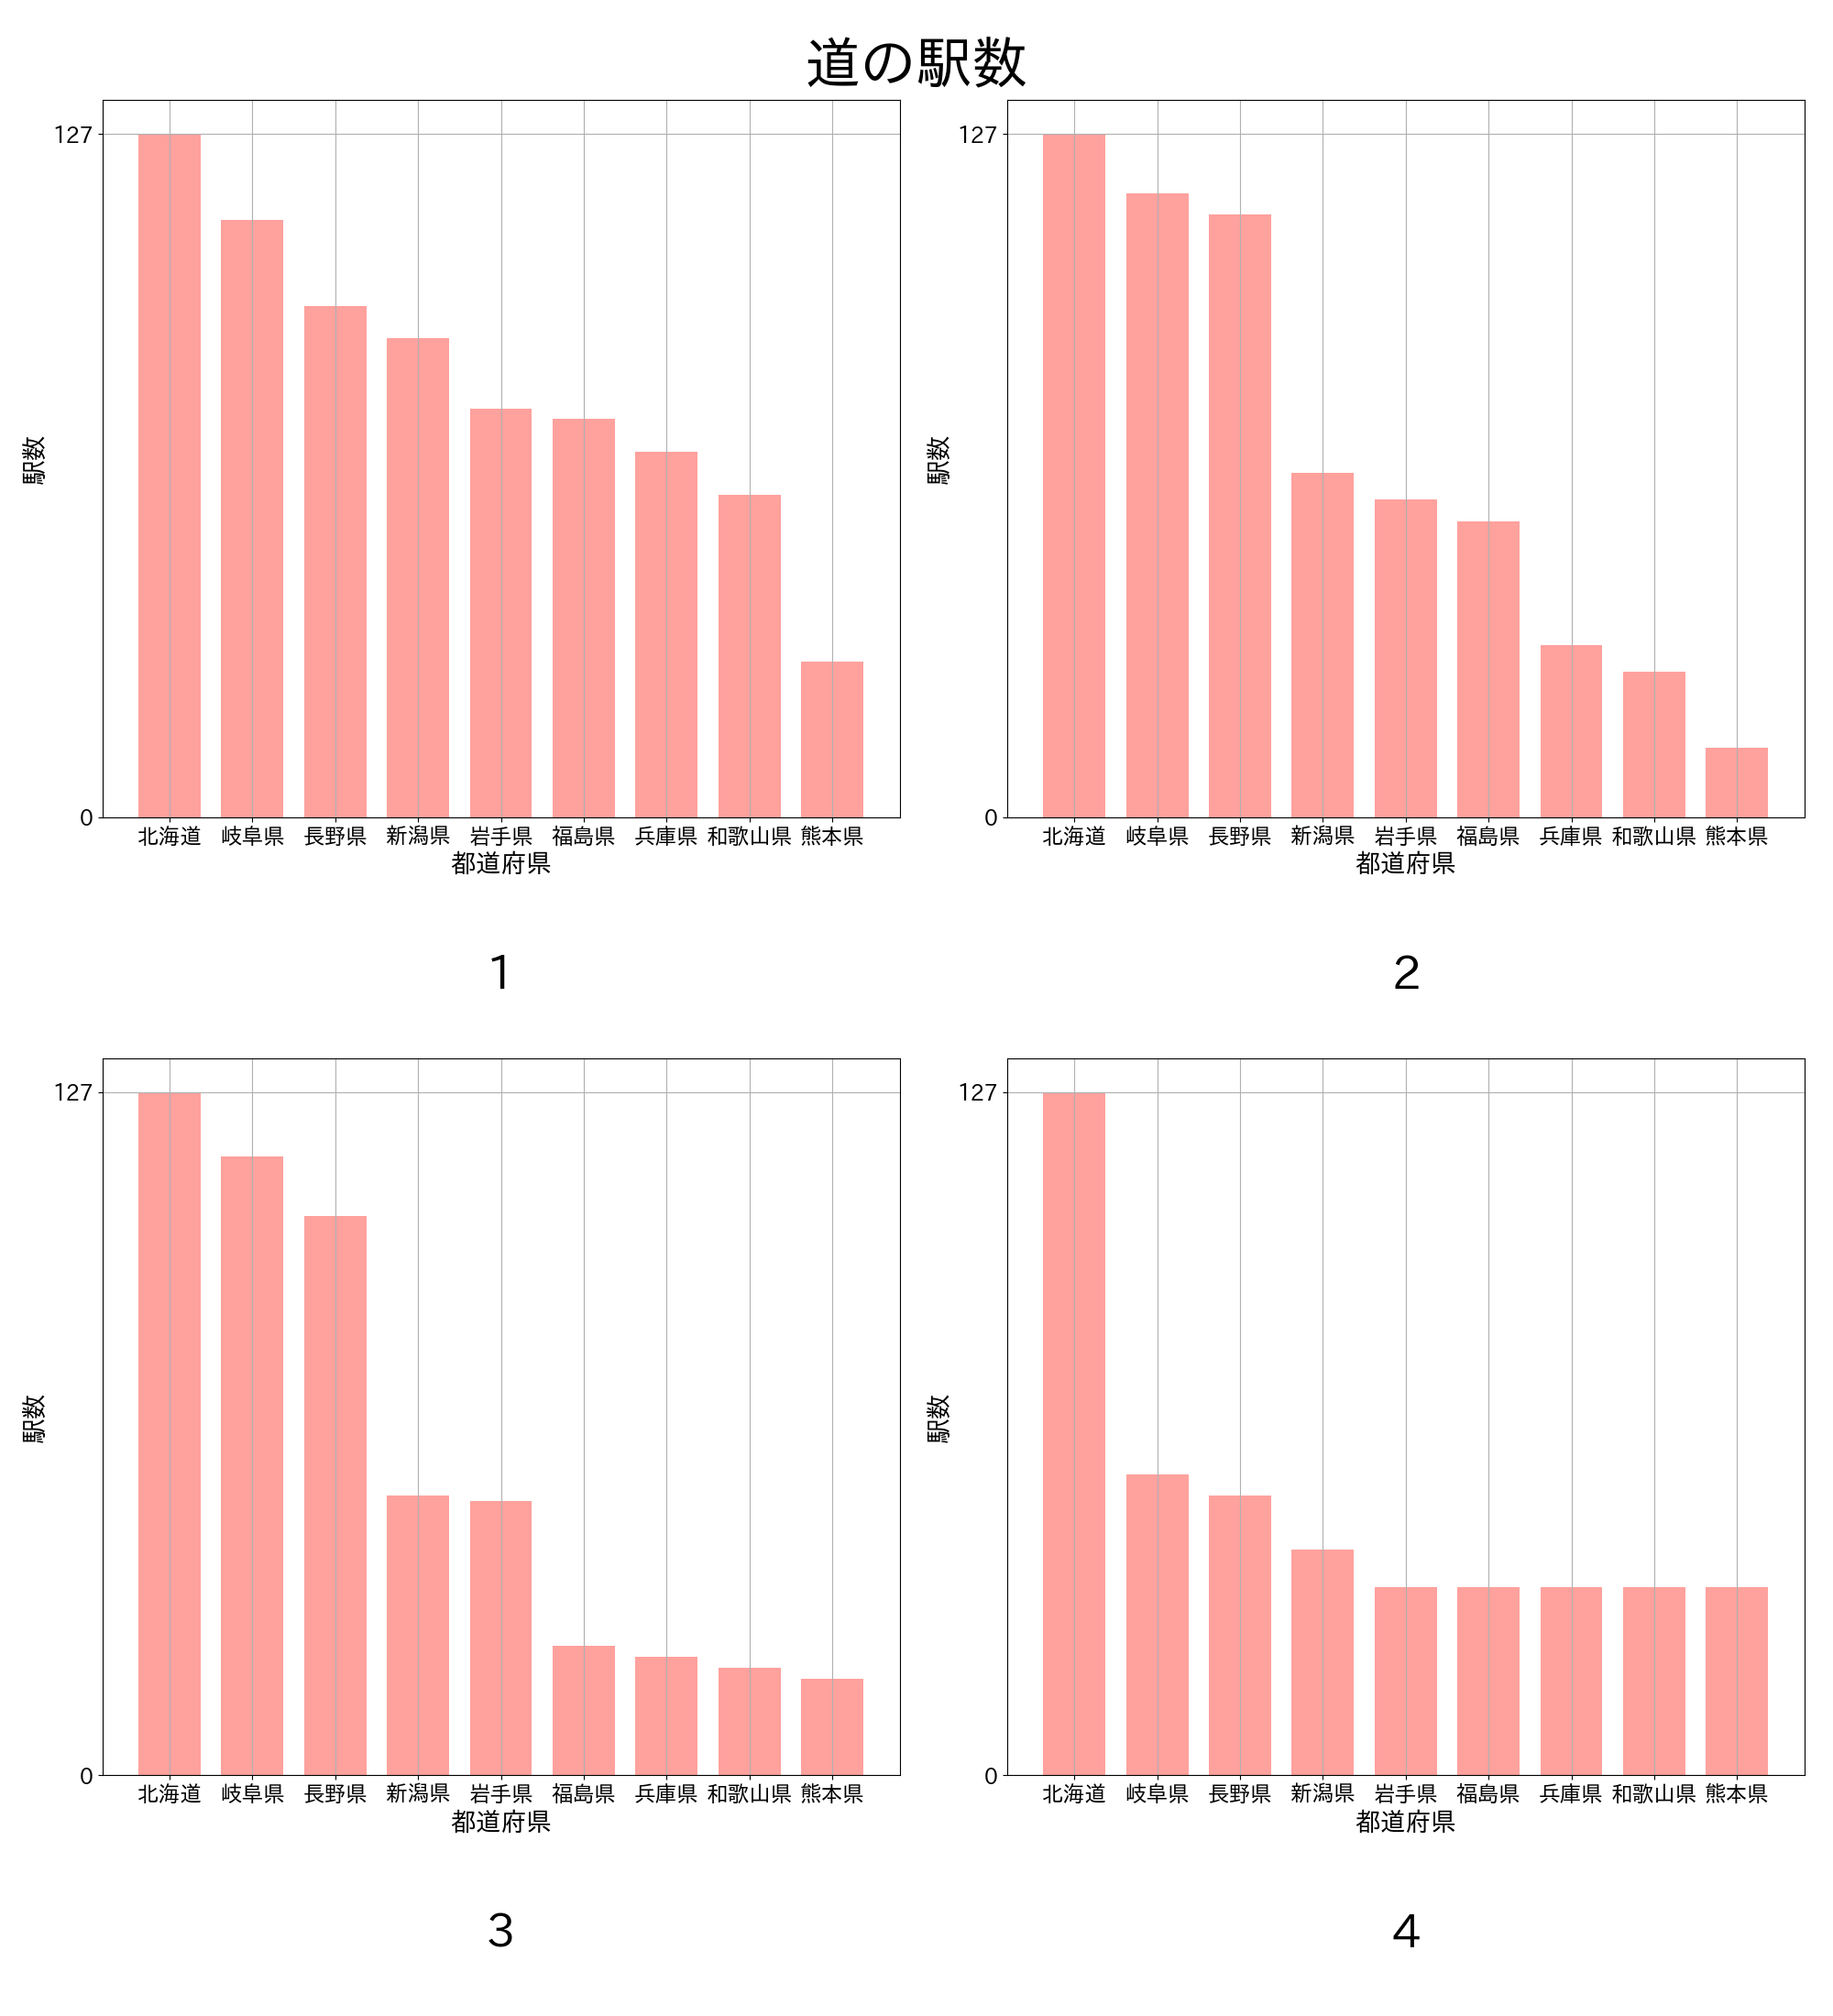 道の駅数
127
0
駅数
北海道 岐阜県 長野県 新潟県 岩手県 福島県 兵庫県 和歌山県 熊本県
都道府県
1
127
0
駅数
北海道 岐阜県 長野県 新潟県 岩手県 福島県 兵庫県 和歌山県 熊本県
都道府県
2
127
0
駅数
北海道 岐阜県 長野県 新潟県 岩手県 福島県 兵庫県 和歌山県 熊本県
都道府県
3
127
0
駅数
北海道 岐阜県 長野県 新潟県 岩手県 福島県 兵庫県 和歌山県 熊本県
都道府県
4